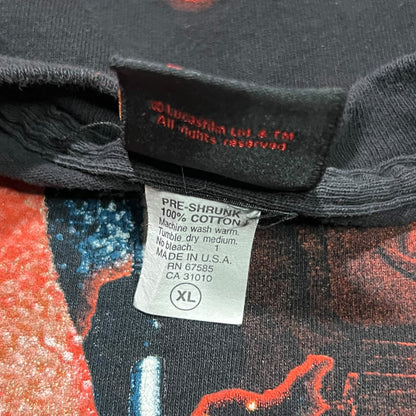 © Lucasfilm Ltd. & TM
All rights reserved
PRE-SHRUNK
100% COTTON
Machine wash warm.
Tumble dry medium.
No bleach. 1
MADE IN U.S.A.
RN 67585
CA 31010
XL